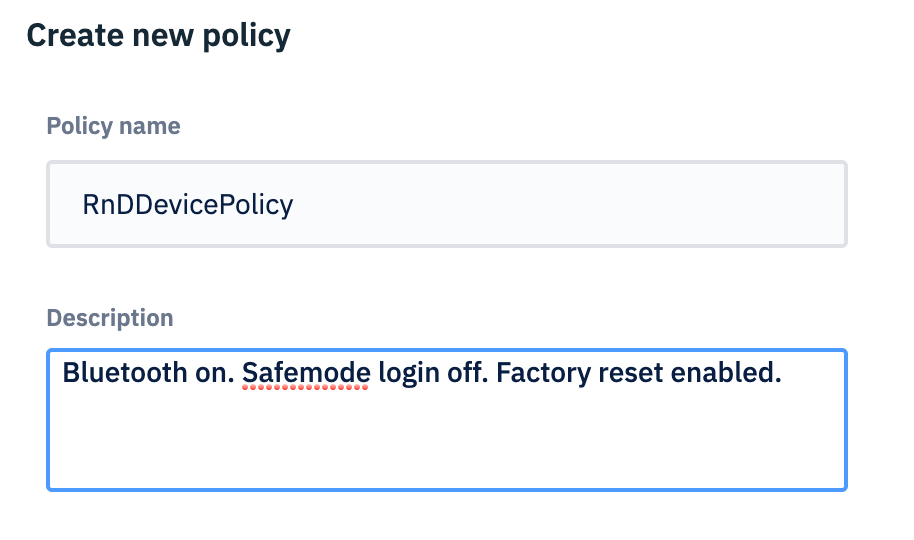 Create new policy
Policy name
RnDDevicePolicy
Description
Bluetooth on. Safemode login off. Factory reset enabled.